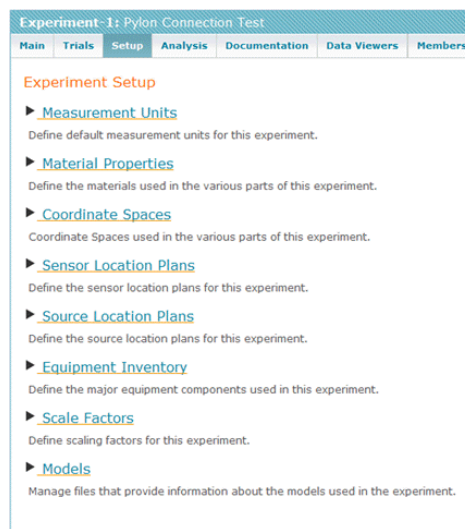 Experiment-1: Pylon Connection Test
Main Trials Setup Analysis Documentation Data Viewers Members
Experiment Setup
Measurement Units
Define default measurement units for this experiment.
Material Properties
Define the materials used in the various parts of this experiment.
Coordinate Spaces
Coordinate Spaces used in the various parts of this experiment.
Sensor Location Plans
Define the sensor location plans for this experiment.
Source Location Plans
Define the source location plans for this experiment.
Equipment Inventory
Define the major equipment components used in this experiment.
Scale Factors
Define scaling factors for this experiment.
Models
Manage files that provide information about the models used in the experiment.